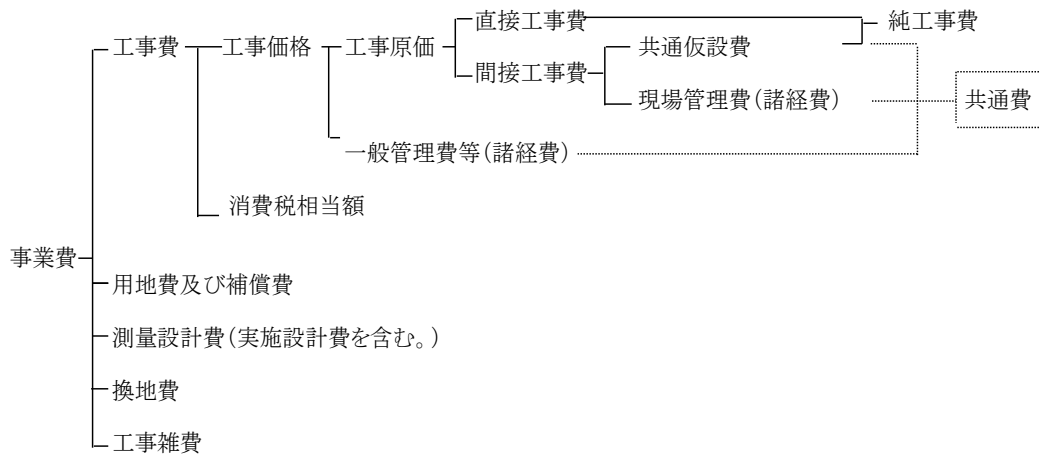 工事費
工事価格
工事原価
直接工事費
純工事費
間接工事費
共通仮設費
現場管理費(諸経費)
共通費
一般管理費等(諸経費)
消費税相当額
事業費
用地費及び補償費
測量設計費(実施設計費を含む。)
換地費
工事雑費